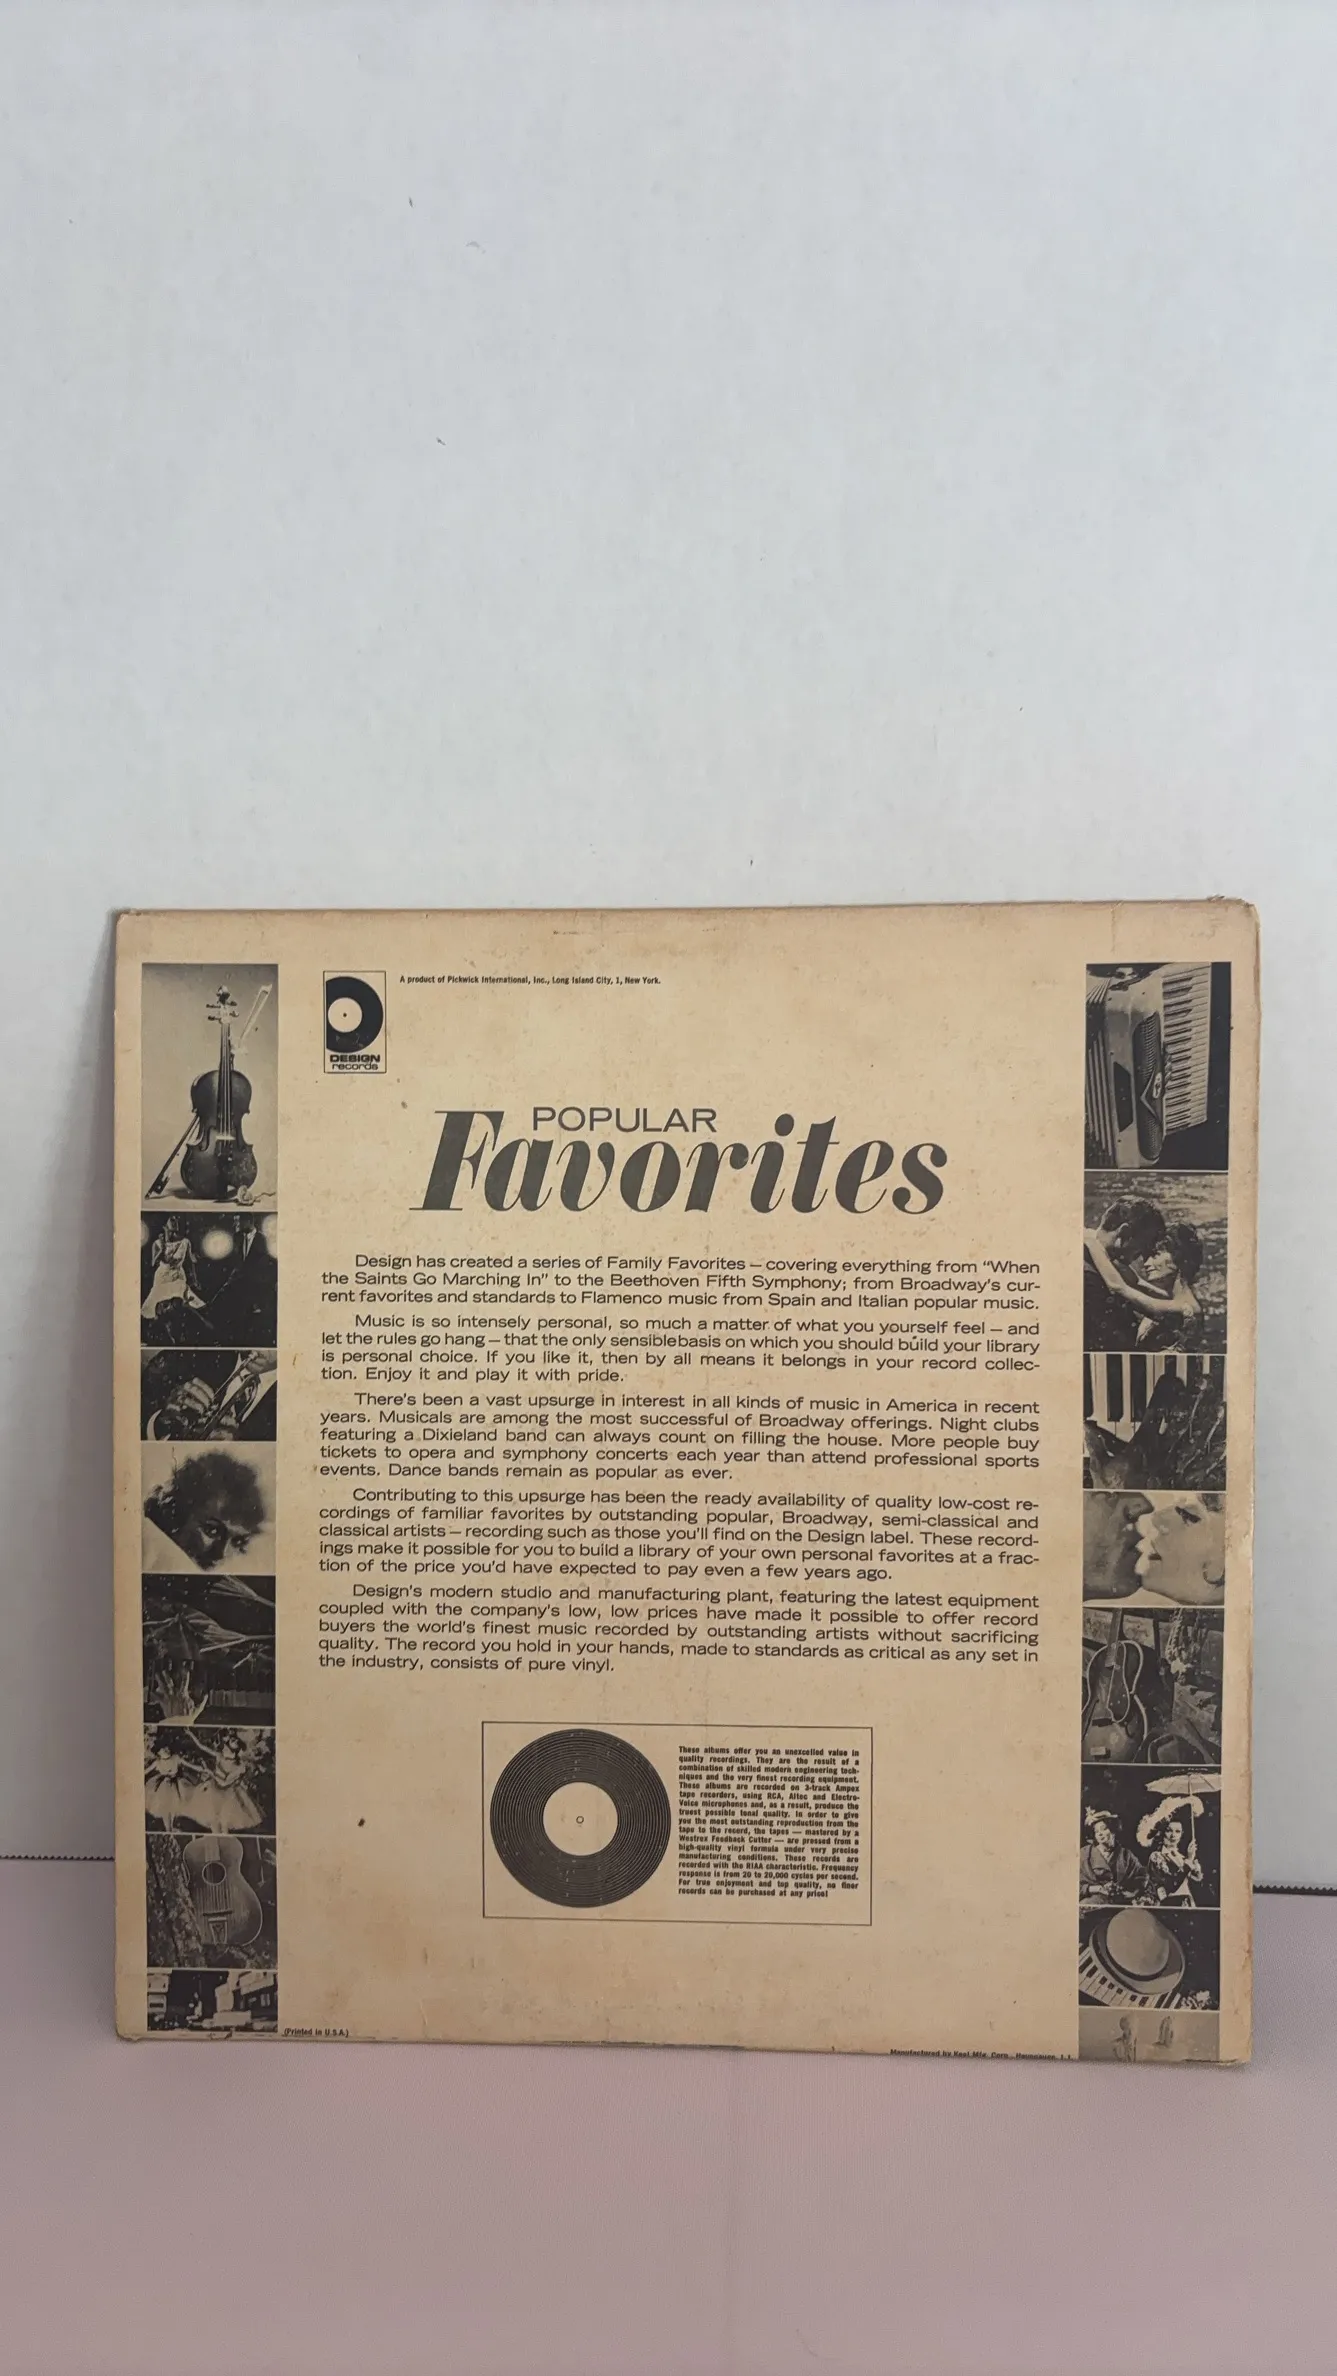 A product of Pickwick International, Inc., Long Island City, 1, New York.
DESIGN
records
POPULAR
Favorites
Design has created a series of Family Favorites – covering everything from “When
the Saints Go Marching In” to the Beethoven Fifth Symphony; from Broadway's cur-
rent favorites and standards to Flamenco music from Spain and Italian popular music.
Music is so intensely personal, so much a matter of what you yourself feel – and
let the rules go hang – that the only sensible basis on which you should build your library
is personal choice. If you like it, then by all means it belongs in your record collec-
tion. Enjoy it and play it with pride.
There's been a vast upsurge in interest in all kinds of music in America in recent
years. Musicals are among the most successful of Broadway offerings. Night clubs
featuring a Dixieland band can always count on filling the house. More people buy
tickets to opera and symphony concerts each year than attend professional sports
events. Dance bands remain as popular as ever.
Contributing to this upsurge has been the ready availability of quality low-cost re-
cordings of familiar favorites by outstanding popular, Broadway, semi-classical and
classical artists – recording such as those you'll find on the Design label. These record-
ings make it possible for you to build a library of your own personal favorites at a frac-
tion of the price you'd have expected to pay even a few years ago.
Design's modern studio and manufacturing plant, featuring the latest equipment
coupled with the company's low, low prices have made it possible to offer record
buyers the world's finest music recorded by outstanding artists without sacrificing
quality. The record you hold in your hands, made to standards as critical as any set in
the industry, consists of pure vinyl.
These albums offer you an unexcelled value in
quality recordings. They are the result of a
combination of skilled modern engineering tech-
niques and the very finest recording equipment.
These albums are recorded on 3-track Ampex
tape recorders, using RCA, Altec and Electro-
Voice microphones and, as a result, produce the
truest possible tonal quality. In order to give
you the most outstanding reproduction from the
tape to the record, the tapes — mastered by a
Westrex Feedback Cutter — are pressed from a
high-quality vinyl formula under very precise
manufacturing conditions. These records are
recorded with the RIAA characteristic. Frequency
response is from 20 to 20,000 cycles per second.
For true enjoyment and top quality, no finer
records can be purchased at any price!
(Printed in U.S.A.)
Manufactured by Keel Mfg. Corp., Hauppauge, L.I.